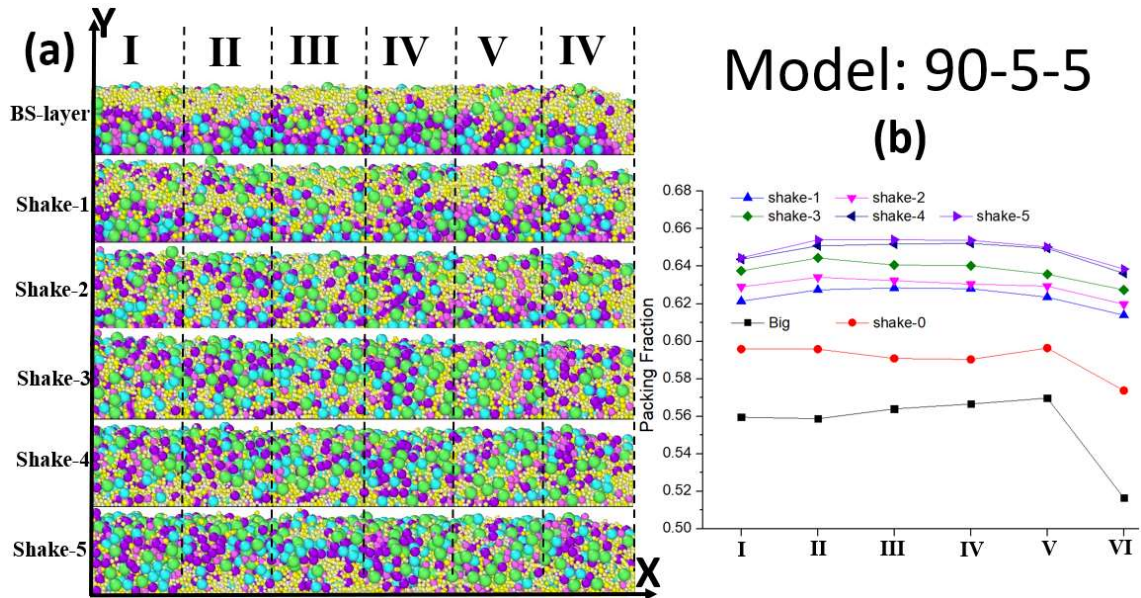 (a)
Y
I II III IV V IV
BS-layer
Shake-1
Shake-2
Shake-3
Shake-4
Shake-5
X
Model: 90-5-5
(b)
Packing Fraction
0.68
0.66
0.64
0.62
0.60
0.58
0.56
0.54
0.52
0.50
shake-1 shake-2
shake-3 shake-4 shake-5
Big shake-0
I II III IV V VI